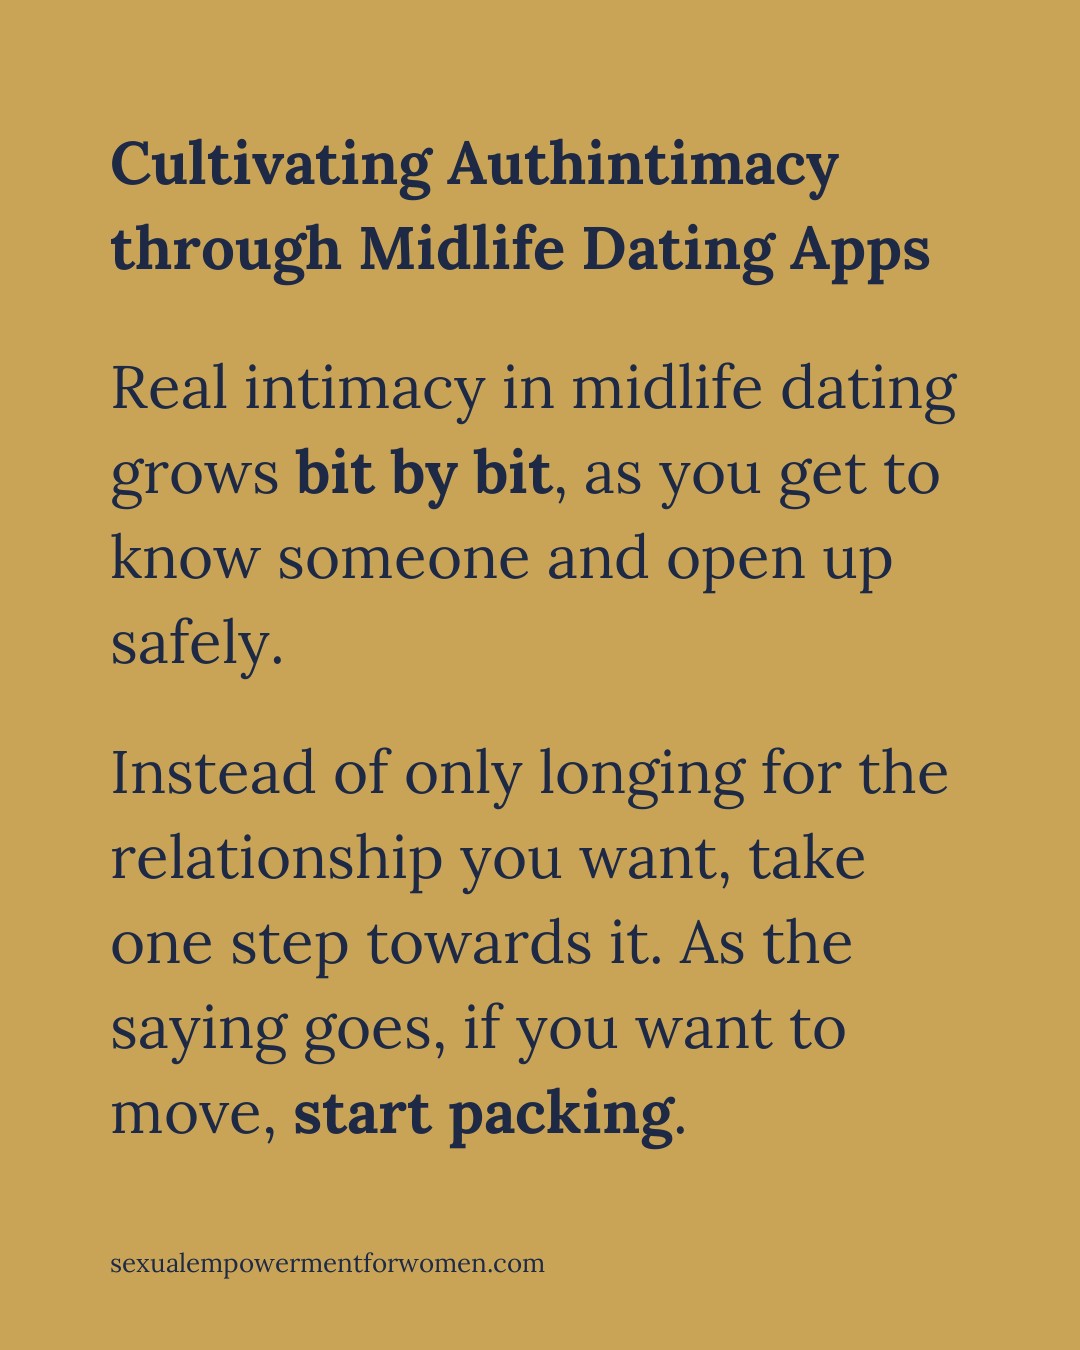 Cultivating Authintimacy
through Midlife Dating Apps
Real intimacy in midlife dating
grows bit by bit, as you get to
know someone and open up
safely.
Instead of only longing for the
relationship you want, take
one step towards it. As the
saying goes, if you want to
move, start packing.
sexualempowermentforwomen.com